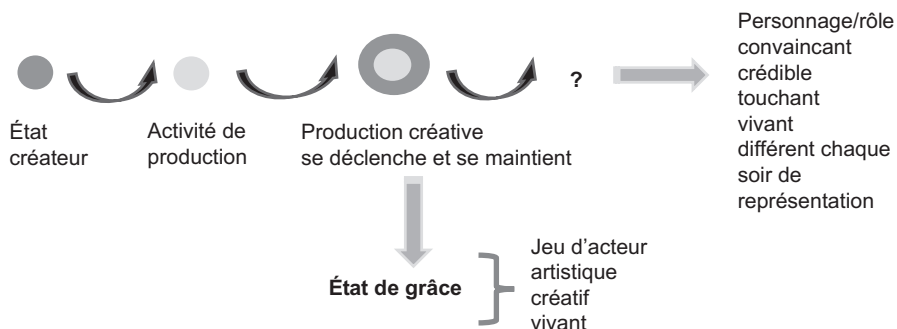 État
créateur
Activité de
production
Production créative
se déclenche et se maintient
?
Personnage/rôle
convaincant
crédible
touchant
vivant
différent chaque
soir de
représentation
État de grâce
Jeu d’acteur
artistique
créatif
vivant